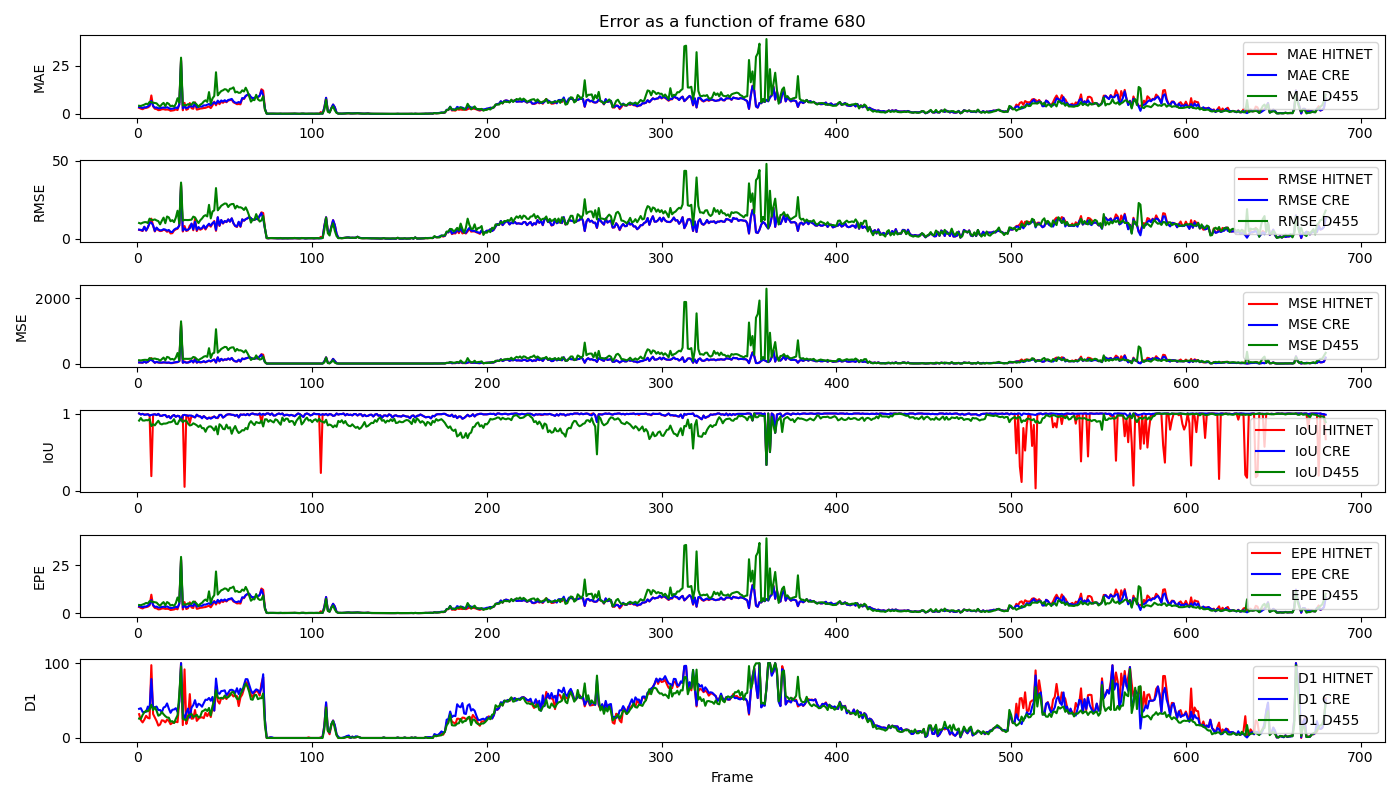 Error as a function of frame 680
MAE
25
0
MAE HITNET
MAE CRE
MAE D455
0 100 200 300 400 500 600 700
RMSE
50
0
RMSE HITNET
RMSE CRE
RMSE D455
0 100 200 300 400 500 600 700
MSE
2000
0
MSE HITNET
MSE CRE
MSE D455
0 100 200 300 400 500 600 700
IoU
1
0
IoU HITNET
IoU CRE
IoU D455
0 100 200 300 400 500 600 700
EPE
25
0
EPE HITNET
EPE CRE
EPE D455
0 100 200 300 400 500 600 700
D1
100
0
D1 HITNET
D1 CRE
D1 D455
0 100 200 300 400 500 600 700
Frame